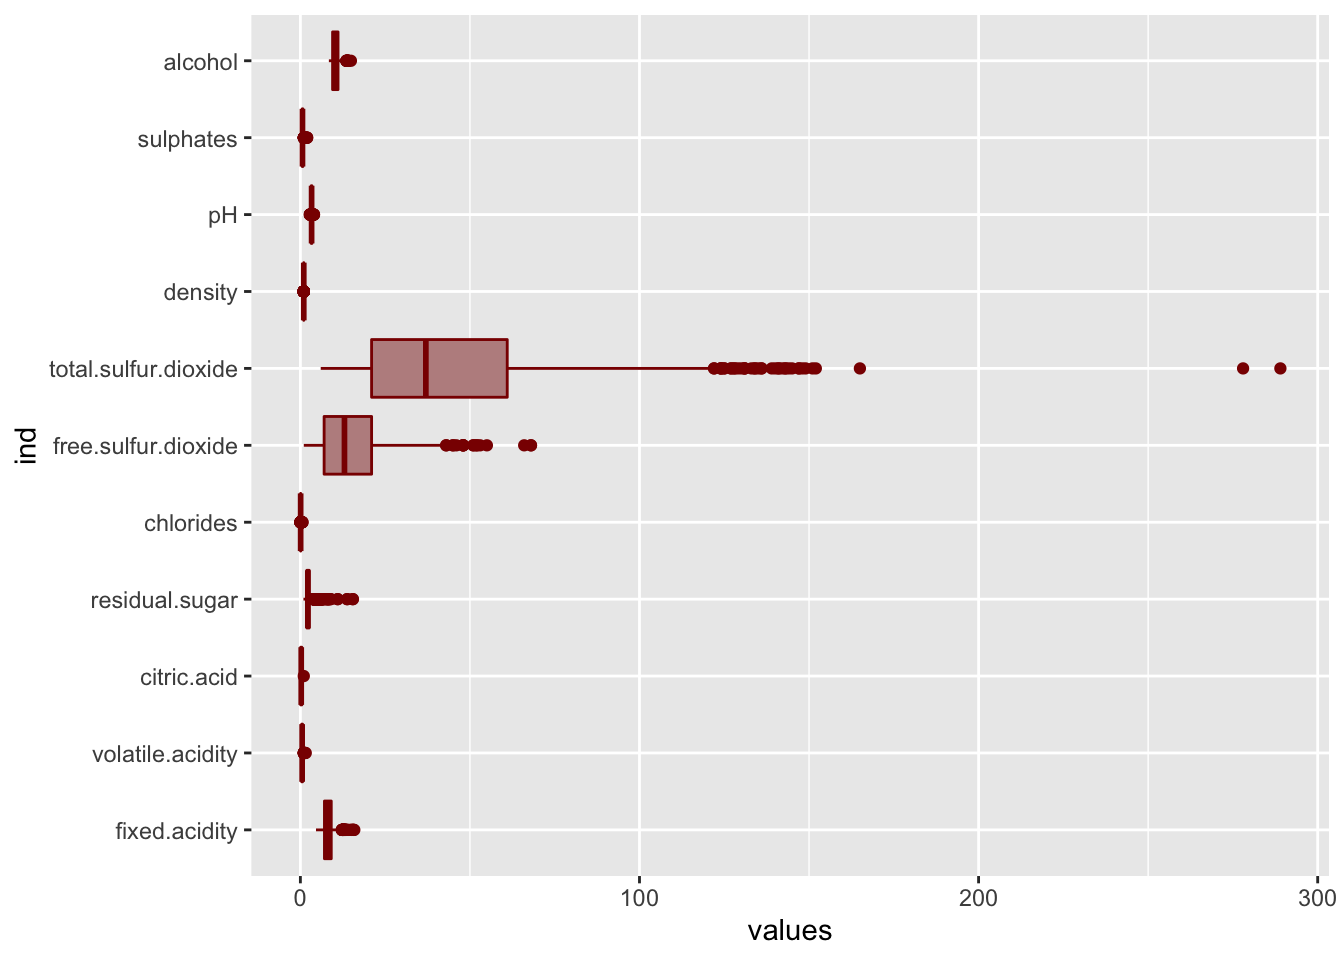 alcohol
sulphates
pH
density
total.sulfur.dioxide
free.sulfur.dioxide
chlorides
residual.sugar
citric.acid
volatile.acidity
fixed.acidity
ind
0 100 200 300
values